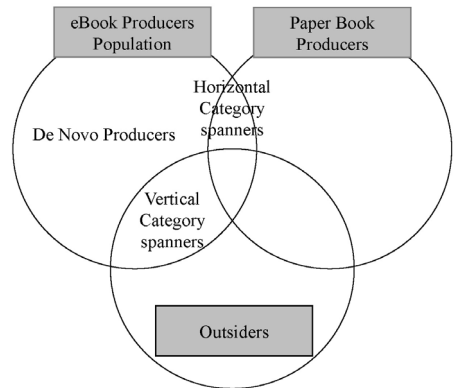 eBook Producers
Population
Paper Book
Producers
Horizontal
Category
spanners
De Novo Producers
Vertical
Category
spanners
Outsiders